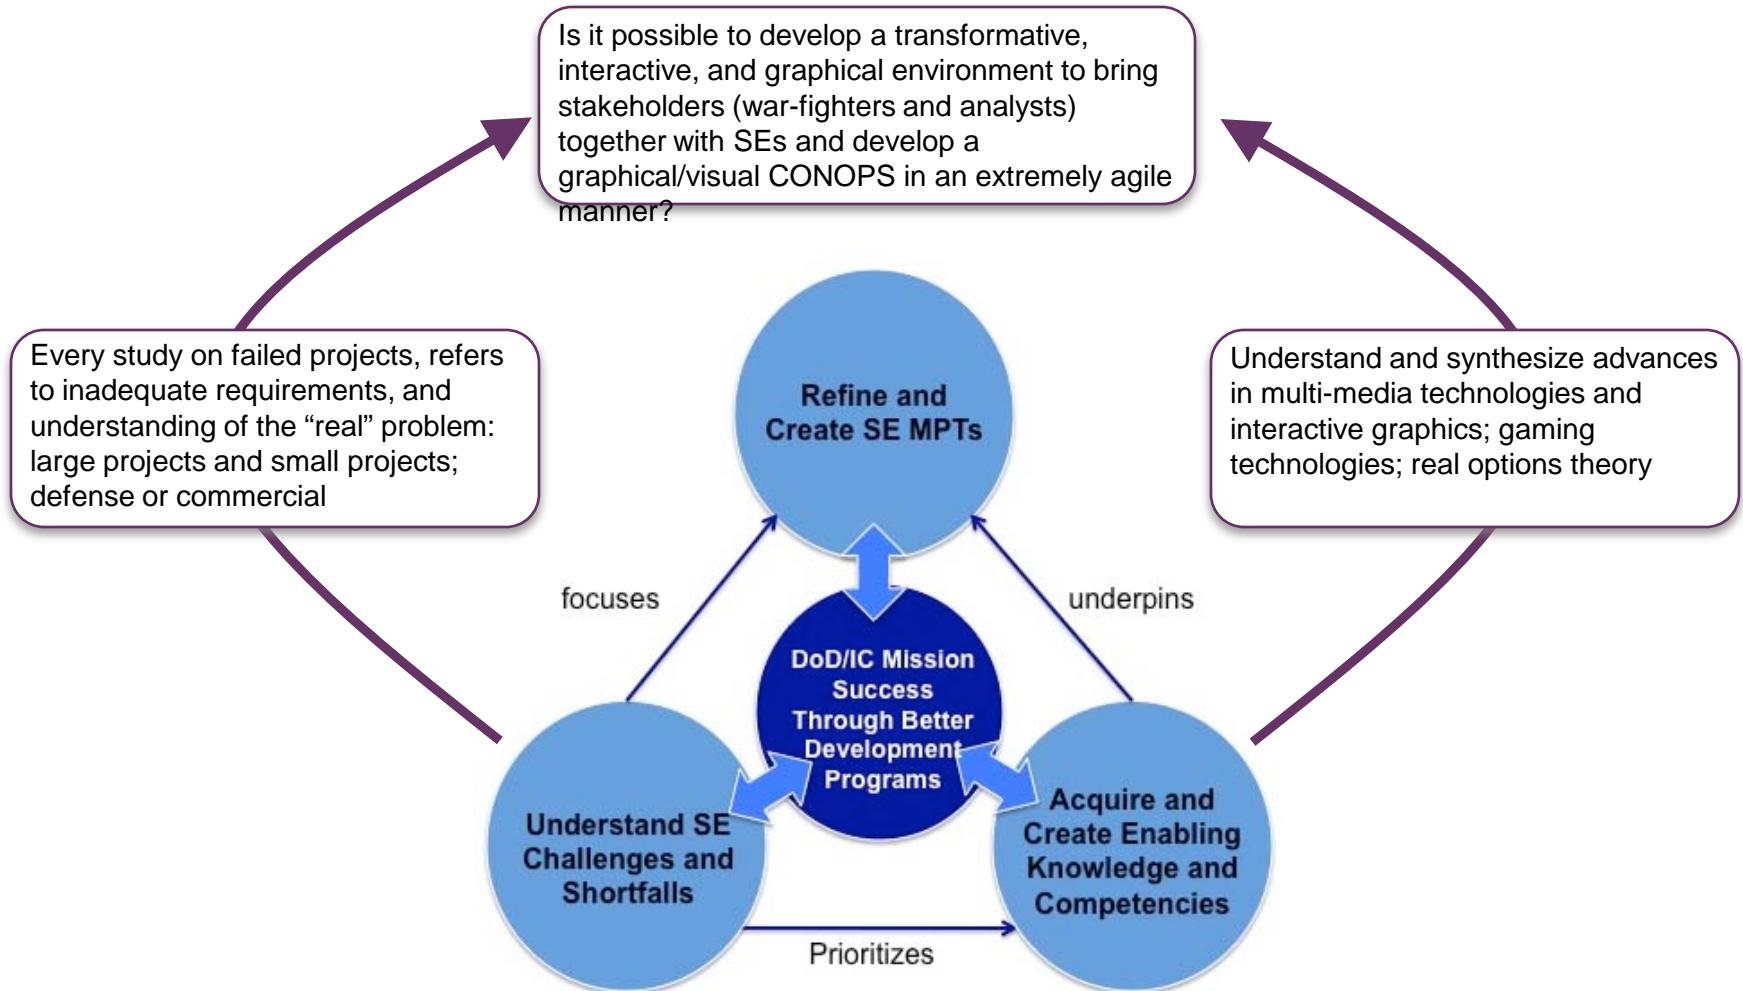 Is it possible to develop a transformative,
interactive, and graphical environment to bring
stakeholders (war-fighters and analysts)
together with SEs and develop a
graphical/visual CONOPS in an extremely agile
manner?
Every study on failed projects, refers
to inadequate requirements, and
understanding of the “real” problem:
large projects and small projects;
defense or commercial
Understand and synthesize advances
in multi-media technologies and
interactive graphics; gaming
technologies; real options theory
Refine and
Create SE MPTs
focuses
underpins
DoD/IC Mission
Success
Through Better
Development
Programs
Understand SE
Challenges and
Shortfalls
Acquire and
Create Enabling
Knowledge and
Competencies
Prioritizes